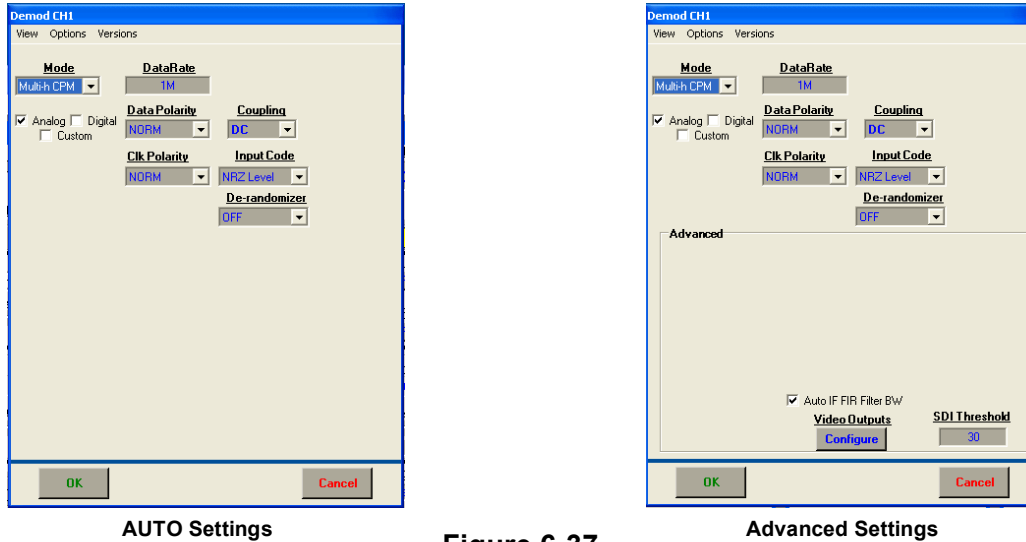 Demod CH1
View Options Versions
Mode DataRate
Multi-h CPM 1M
Data Polarity Coupling
Analog Digital NORM DC
Custom
Clk Polarity Input Code
NORM NRZ Level
De-randomizer
OFF
OK Cancel
AUTO Settings
Demod CH1
View Options Versions
Mode DataRate
Multi-h CPM 1M
Data Polarity Coupling
Analog Digital NORM DC
Custom
Clk Polarity Input Code
NORM NRZ Level
De-randomizer
OFF
Advanced
Auto IF FIR Filter BW
Video Outputs SDI Threshold
Configure 30
OK Cancel
Advanced Settings
Figure 6-37